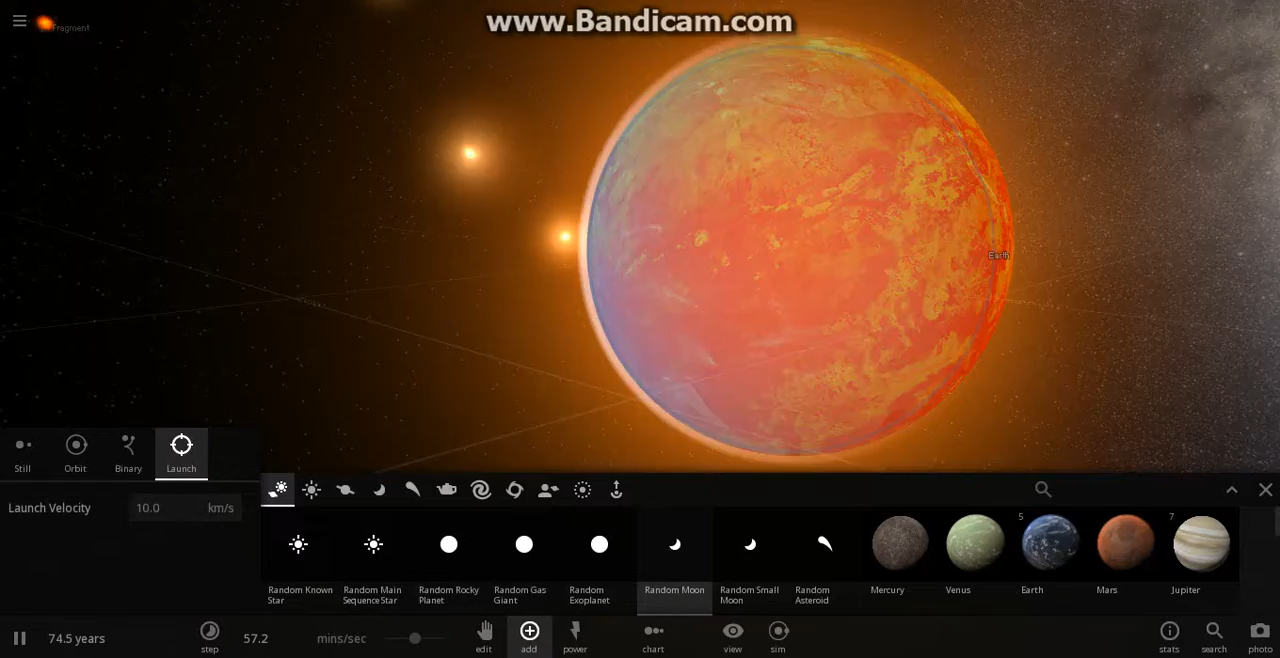 www.Bandicam.com
Fragment
Earth
Still
Orbit
Binary
Launch
Launch Velocity
10.0 km/s
Random Known Star
Random Main Sequence Star
Random Rocky Planet
Random Gas Giant
Random Exoplanet
Random Moon
Random Small Moon
Random Asteroid
Mercury
Venus
5
Earth
Mars
7
Jupiter
74.5 years
step
57.2 mins/sec
edit
add
power
chart
view
sim
stats
search
photo